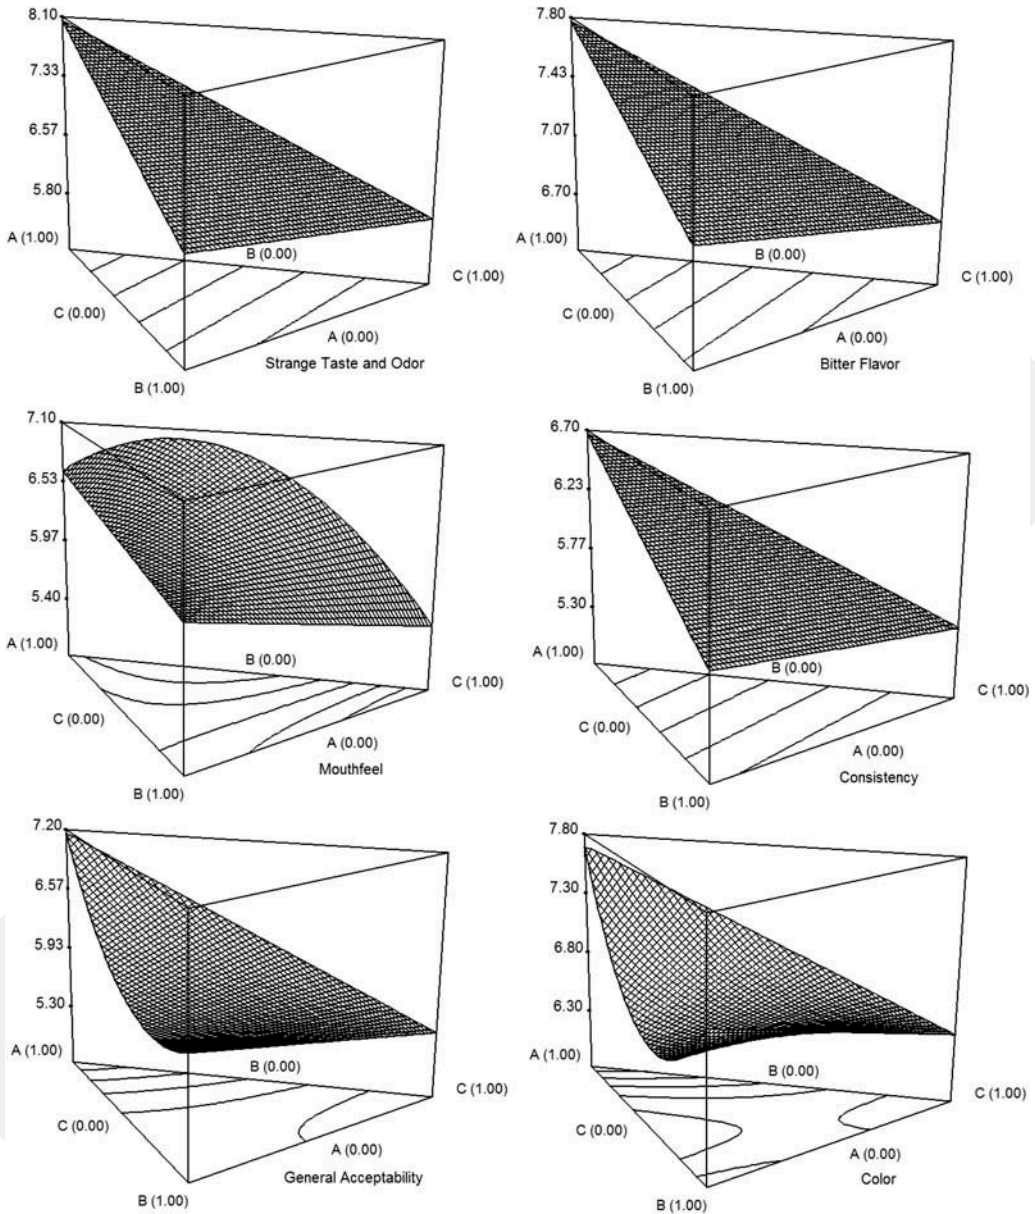 8.10
7.33
6.57
5.80
A (1.00)
C (0.00)
B (1.00)
B (0.00)
C (1.00)
A (0.00)
Strange Taste and Odor
7.80
7.43
7.07
6.70
A (1.00)
C (0.00)
B (1.00)
B (0.00)
C (1.00)
A (0.00)
Bitter Flavor
7.10
6.53
5.97
5.40
A (1.00)
C (0.00)
B (1.00)
B (0.00)
C (1.00)
A (0.00)
Mouthfeel
6.70
6.23
5.77
5.30
A (1.00)
C (0.00)
B (1.00)
B (0.00)
C (1.00)
A (0.00)
Consistency
7.20
6.57
5.93
5.30
A (1.00)
C (0.00)
B (1.00)
B (0.00)
C (1.00)
A (0.00)
General Acceptability
7.80
7.30
6.80
6.30
A (1.00)
C (0.00)
B (1.00)
B (0.00)
C (1.00)
A (0.00)
Color